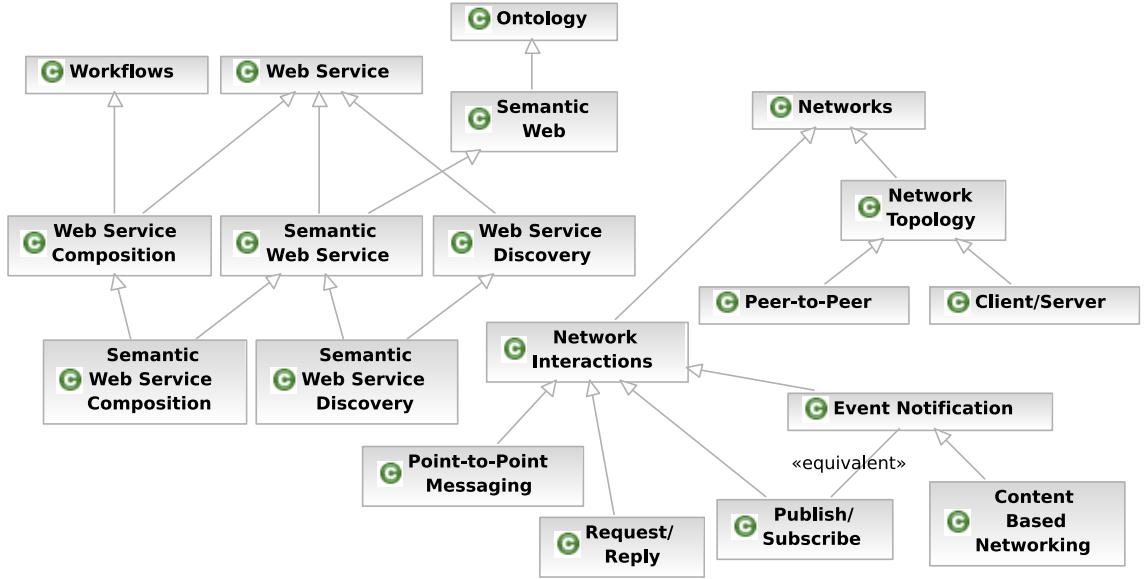 Ontology
Workflows
Web Service
Semantic
Web
Networks
Network
Topology
Web Service
Composition
Semantic
Web Service
Web Service
Discovery
Peer-to-Peer
Client/Server
Network
Interactions
Semantic
Web Service
Composition
Semantic
Web Service
Discovery
Event Notification
Point-to-Point
Messaging
«equivalent»
Request/
Reply
Publish/
Subscribe
Content
Based
Networking